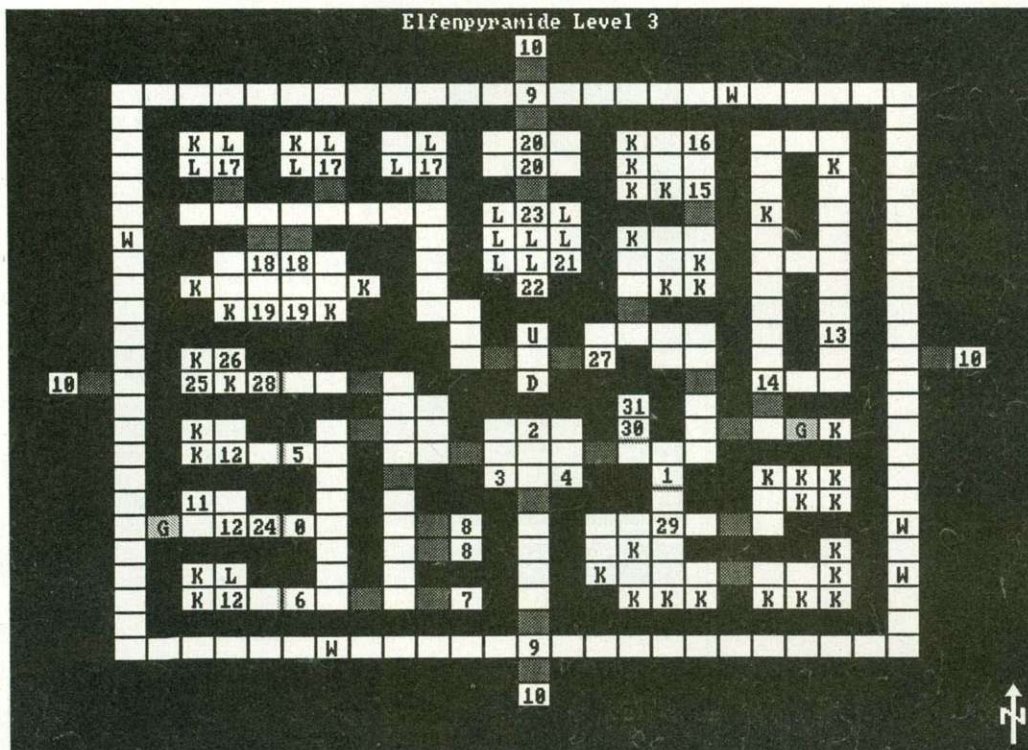 Elfenpyramide Level 3
10
9 W
K L K L L 20 K 16
L 17 L 17 L 17 20 K K
K K 15
L 23 L K
W L L L K
18 18 L L 21 K
K K 22 K K
K 19 19 K
U 13
K 26 27
10 25 K 28 D 14 10
31
K 2 30 G K
K 12 5
3 4 1 K K K
11 K K
G 12 24 0 8 29 W
8 K K
K L K K W
K 12 6 7 K K K K K K
W 9
10
N